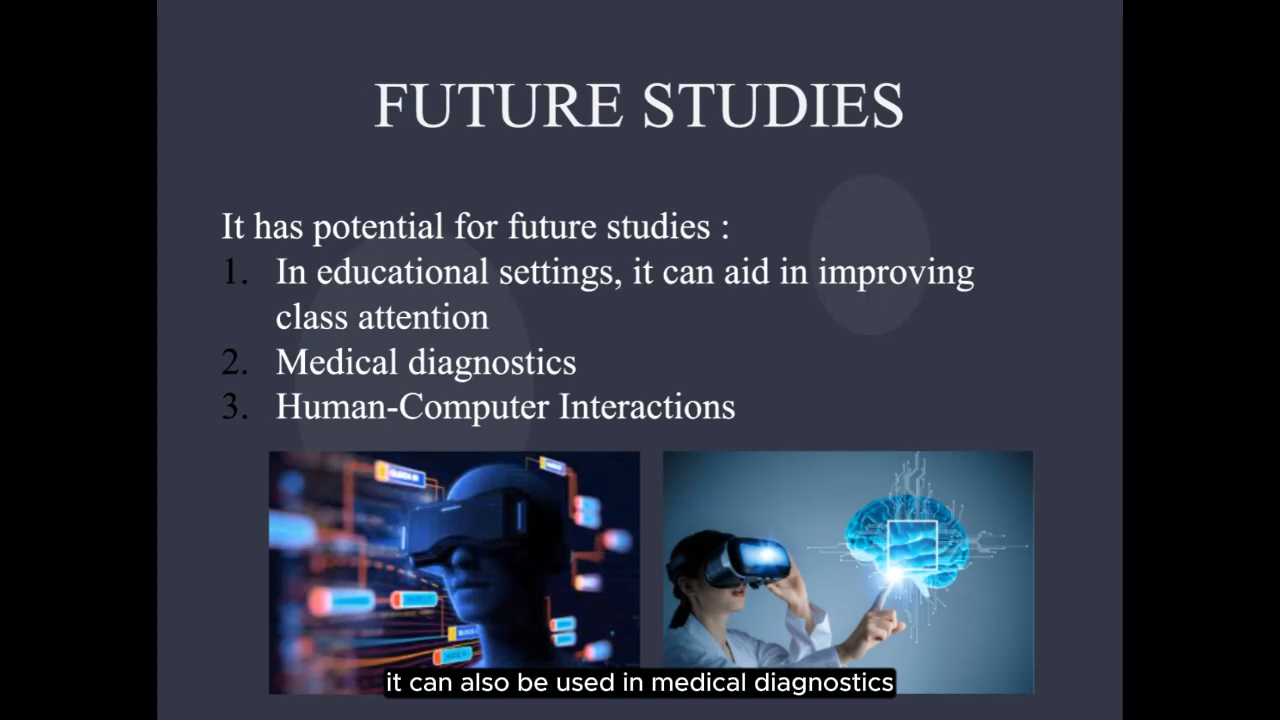 FUTURE STUDIES
It has potential for future studies :
1. In educational settings, it can aid in improving
class attention
2. Medical diagnostics
3. Human-Computer Interactions
it can also be used in medical diagnostics